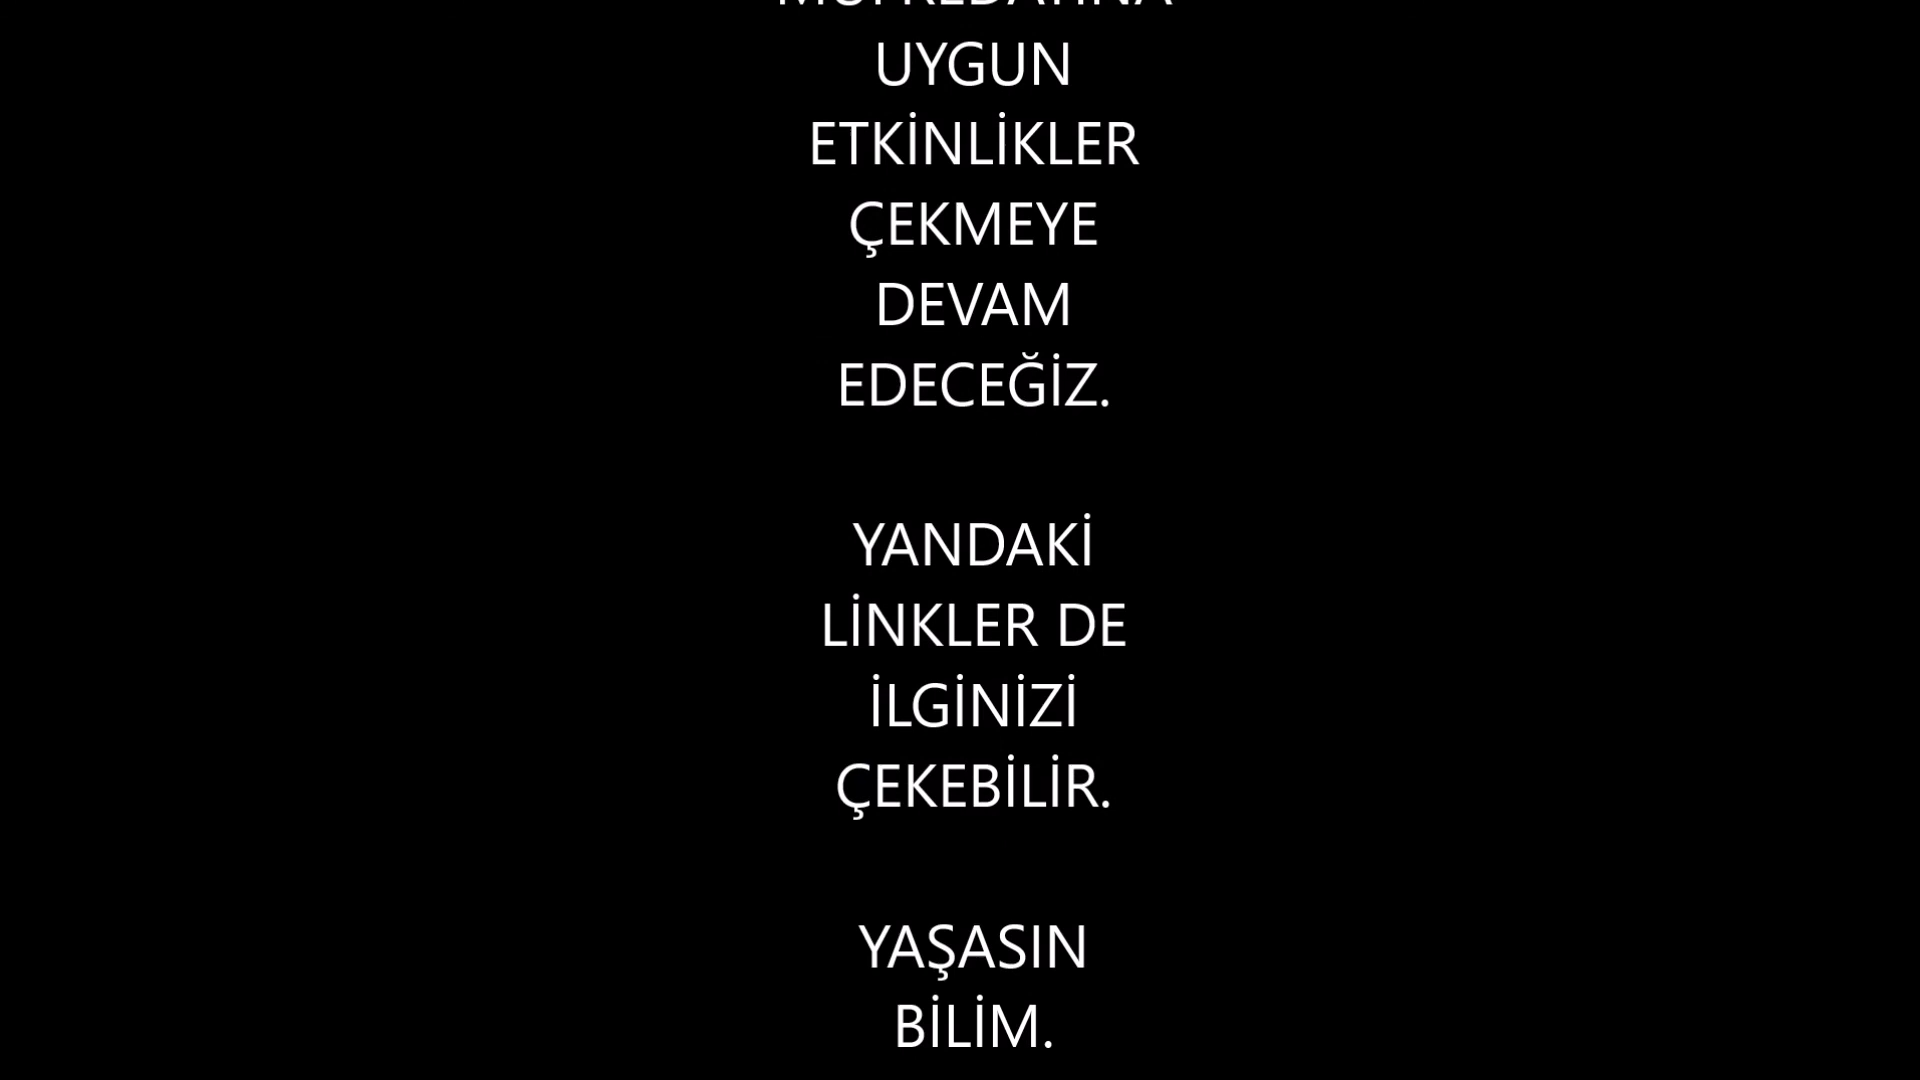 UYGUN
ETKİNLİKLER
ÇEKMEYE
DEVAM
EDECEĞİZ.
YANDAKİ
LİNKLER DE
İLGİNİZİ
ÇEKEBİLİR.
YAŞASIN
BİLİM.